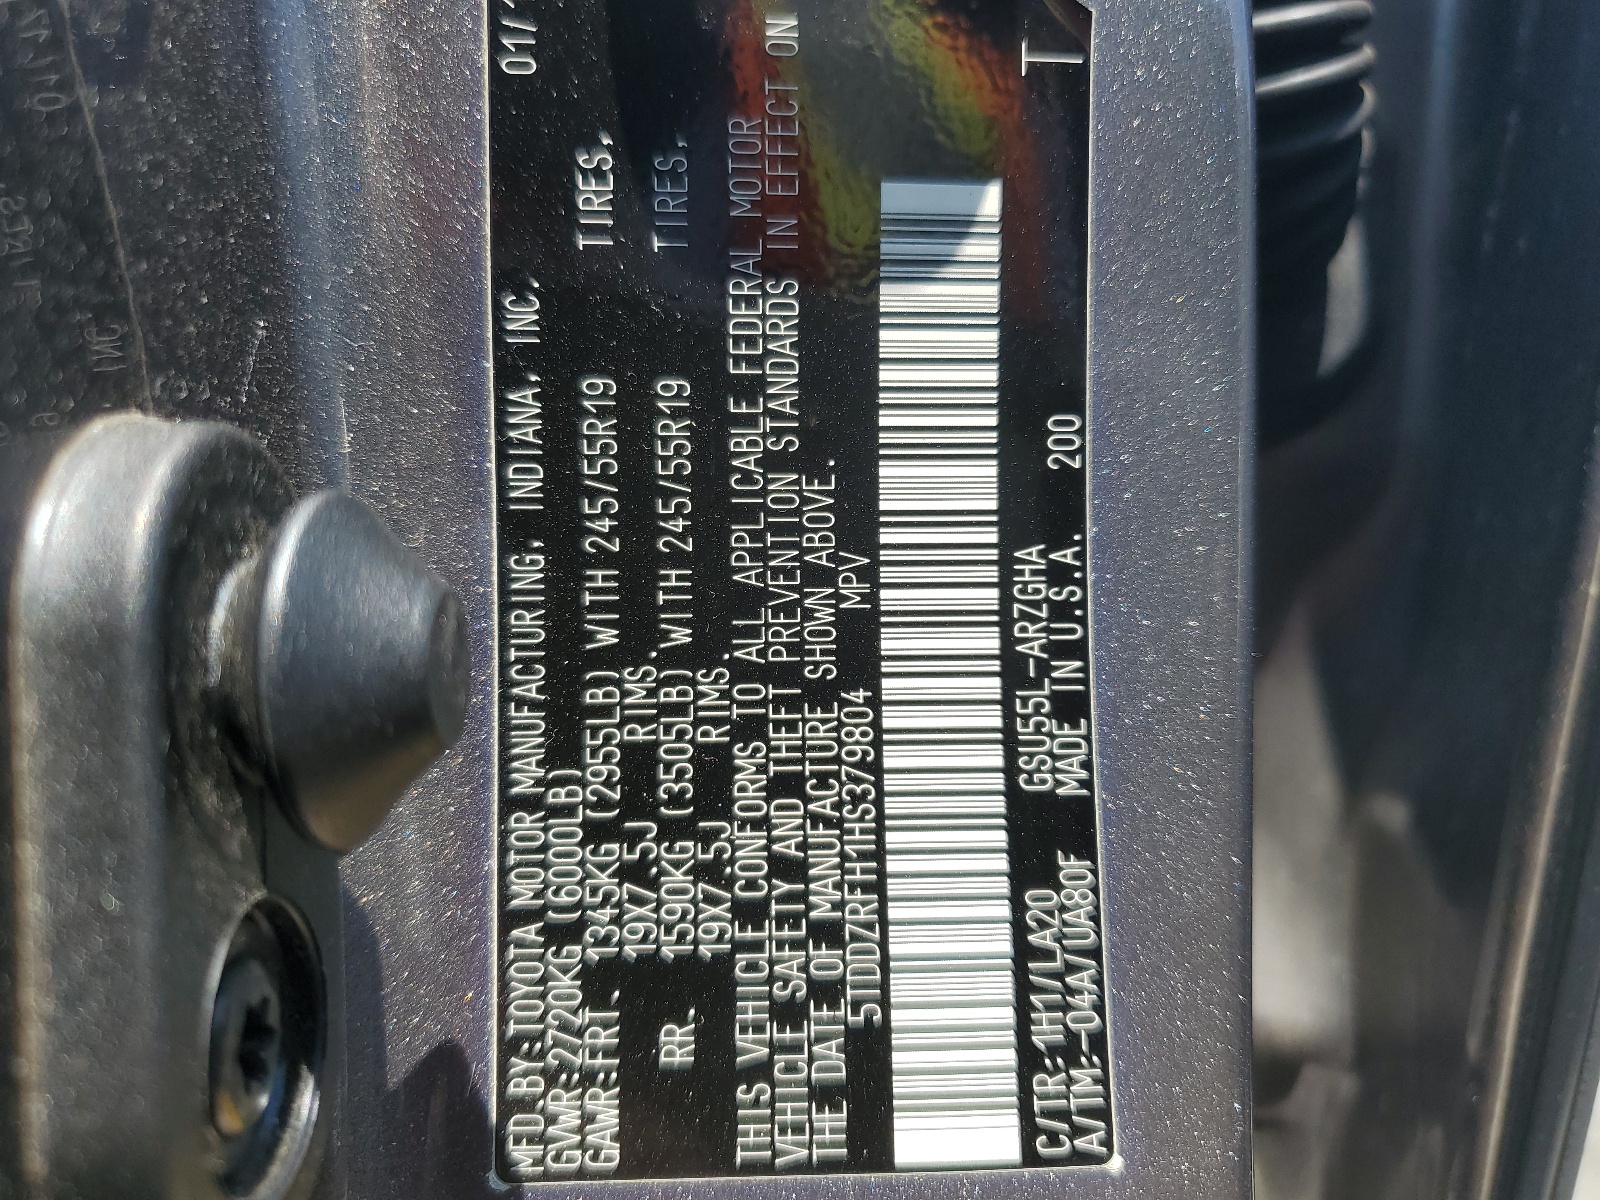 MFD.BY:TOYOTA MOTOR MANUFACTURING, INDIANA, INC. 01/
GVWR:2720KG (6000LB)
GAWR:FRT. 1345KG (2955LB) WITH 245/55R19 TIRES,
19X7.5J RIMS.
RR. 1590KG (3505LB) WITH 245/55R19 TIRES,
19X7.5J RIMS.
THIS VEHICLE CONFORMS TO ALL APPLICABLE FEDERAL MOTOR
VEHICLE SAFETY AND THEFT PREVENTION STANDARDS IN EFFECT ON
THE DATE OF MANUFACTURE SHOWN ABOVE.
5TDDZRFH1HS379804 MPV
C/TR:1H1/LA20 GSU55L-ARZGHA T
A/TM:-04A/UA80F MADE IN U.S.A. 200